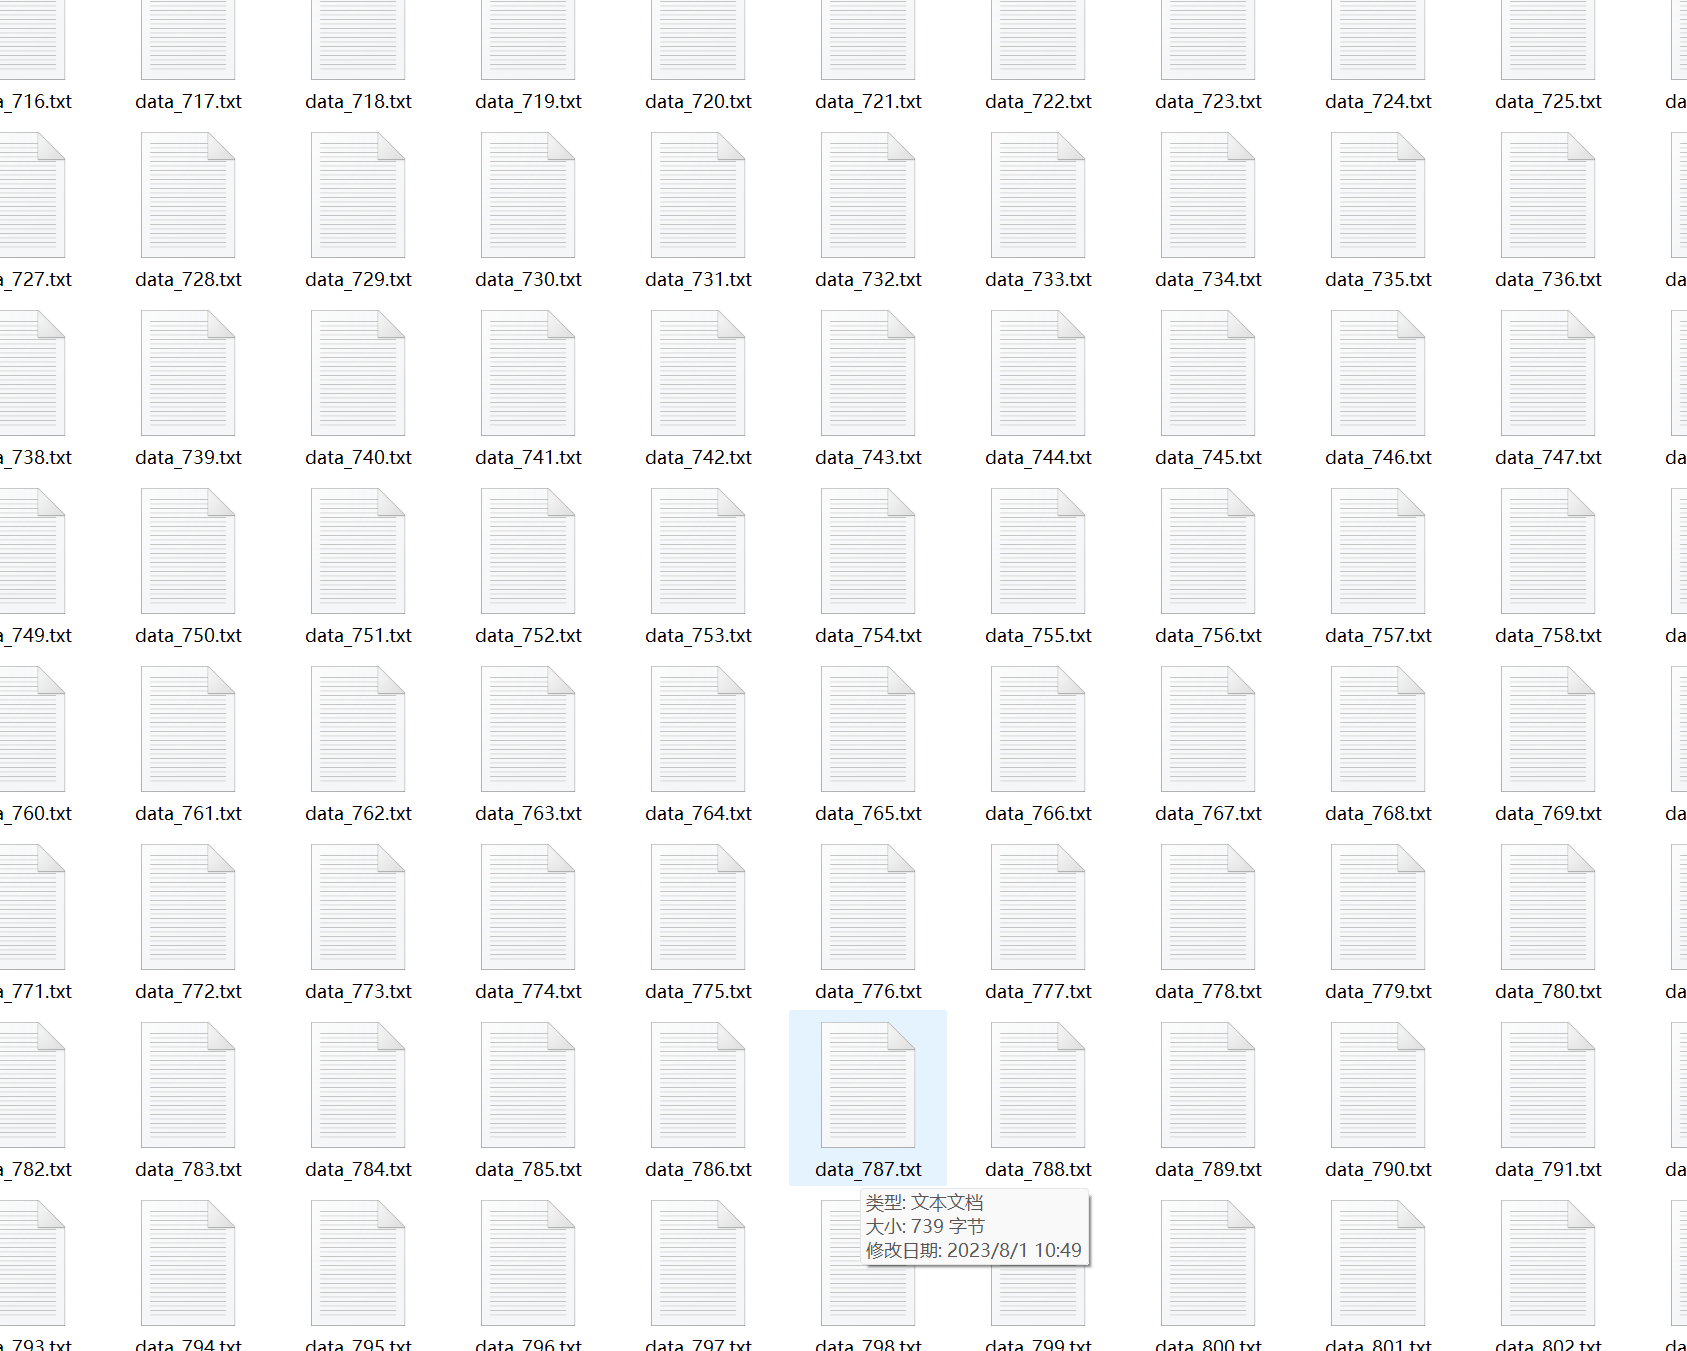 a_716.txt data_717.txt data_718.txt data_719.txt data_720.txt data_721.txt data_722.txt data_723.txt data_724.txt data_725.txt da
a_727.txt data_728.txt data_729.txt data_730.txt data_731.txt data_732.txt data_733.txt data_734.txt data_735.txt data_736.txt da
a_738.txt data_739.txt data_740.txt data_741.txt data_742.txt data_743.txt data_744.txt data_745.txt data_746.txt data_747.txt da
a_749.txt data_750.txt data_751.txt data_752.txt data_753.txt data_754.txt data_755.txt data_756.txt data_757.txt data_758.txt da
a_760.txt data_761.txt data_762.txt data_763.txt data_764.txt data_765.txt data_766.txt data_767.txt data_768.txt data_769.txt da
a_771.txt data_772.txt data_773.txt data_774.txt data_775.txt data_776.txt data_777.txt data_778.txt data_779.txt data_780.txt da
a_782.txt data_783.txt data_784.txt data_785.txt data_786.txt data_787.txt data_788.txt data_789.txt data_790.txt data_791.txt da
类型: 文本文档
大小: 739 字节
修改日期: 2023/8/1 10:49
a_793.txt data_794.txt data_795.txt data_796.txt data_797.txt data_798.txt data_799.txt data_800.txt data_801.txt data_802.txt da